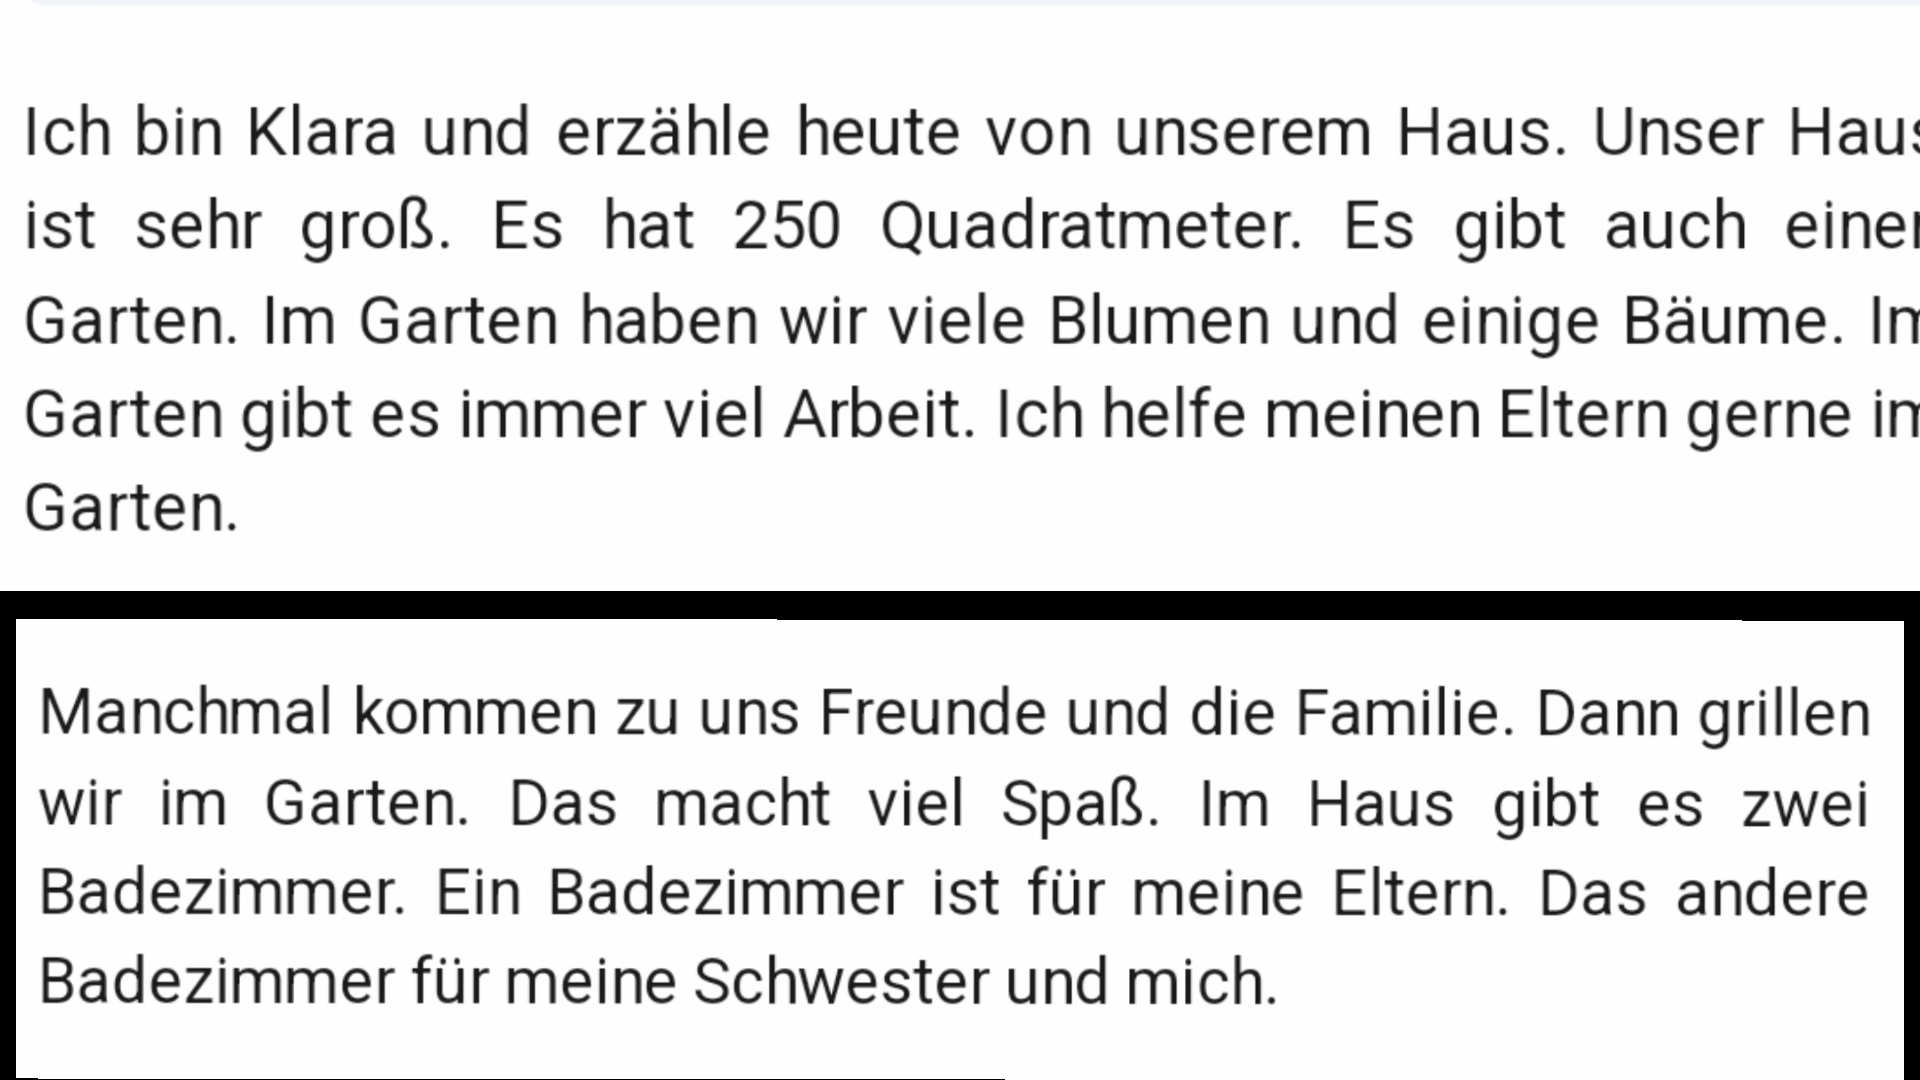 Ich bin Klara und erzähle heute von unserem Haus. Unser Haus
ist sehr groß. Es hat 250 Quadratmeter. Es gibt auch einen
Garten. Im Garten haben wir viele Blumen und einige Bäume. Im
Garten gibt es immer viel Arbeit. Ich helfe meinen Eltern gerne im
Garten.
Manchmal kommen zu uns Freunde und die Familie. Dann grillen
wir im Garten. Das macht viel Spaß. Im Haus gibt es zwei
Badezimmer. Ein Badezimmer ist für meine Eltern. Das andere
Badezimmer für meine Schwester und mich.